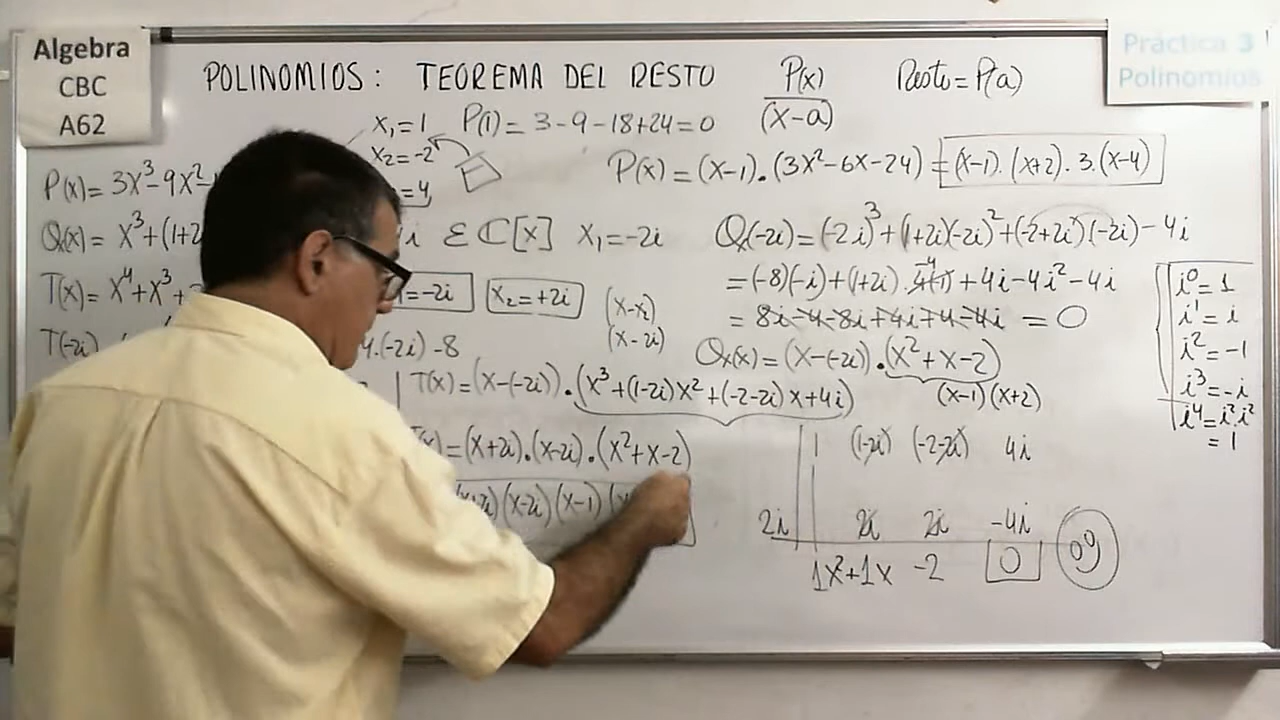 Algebra
CBC
A62
Práctica 3
Polinomios
POLINOMIOS: TEOREMA DEL RESTO
P(x)
(x-a)
Resto = P(a)
x₁=1 P(1) = 3-9-18+24=0
x₂=-2
=4
P(x) = 3x³-9x²-
P(x) = (x-1).(3x²-6x-24) = (x-1).(x+2).3.(x-4)
Q(x) = x³+(1+2
i ∈ ℂ[x] x₁=-2i
Q(-2i) = (-2i)³+(1+2i)(-2i)²+(-2+2i)(-2i)-4i
T(x) = x⁴+x³+
=-2i
x₂=+2i
(x-x₂)
(x-2i)
= (-8)(-i)+(1+2i).4(-1)+4i-4i²-4i
-4
= 8i-4-8i+4i+4-4i = 0
T(-2i)
4.(-2i)-8
Q(x) = (x-(-2i)).(x²+x-2)
(x-1)(x+2)
T(x) = (x-(-2i)).(x³+(1-2i)x²+(-2-2i)x+4i)
(x) = (x+2i).(x-2i).(x²+x-2)
(x+2i)(x-2i)(x-1)(x
1 (1-2i) (-2-2i) 4i
2i 2i 2i -4i
1x²+1x -2 0
09
i⁰=1
i¹=i
i²=-1
i³=-i
i⁴=i².i²
=1